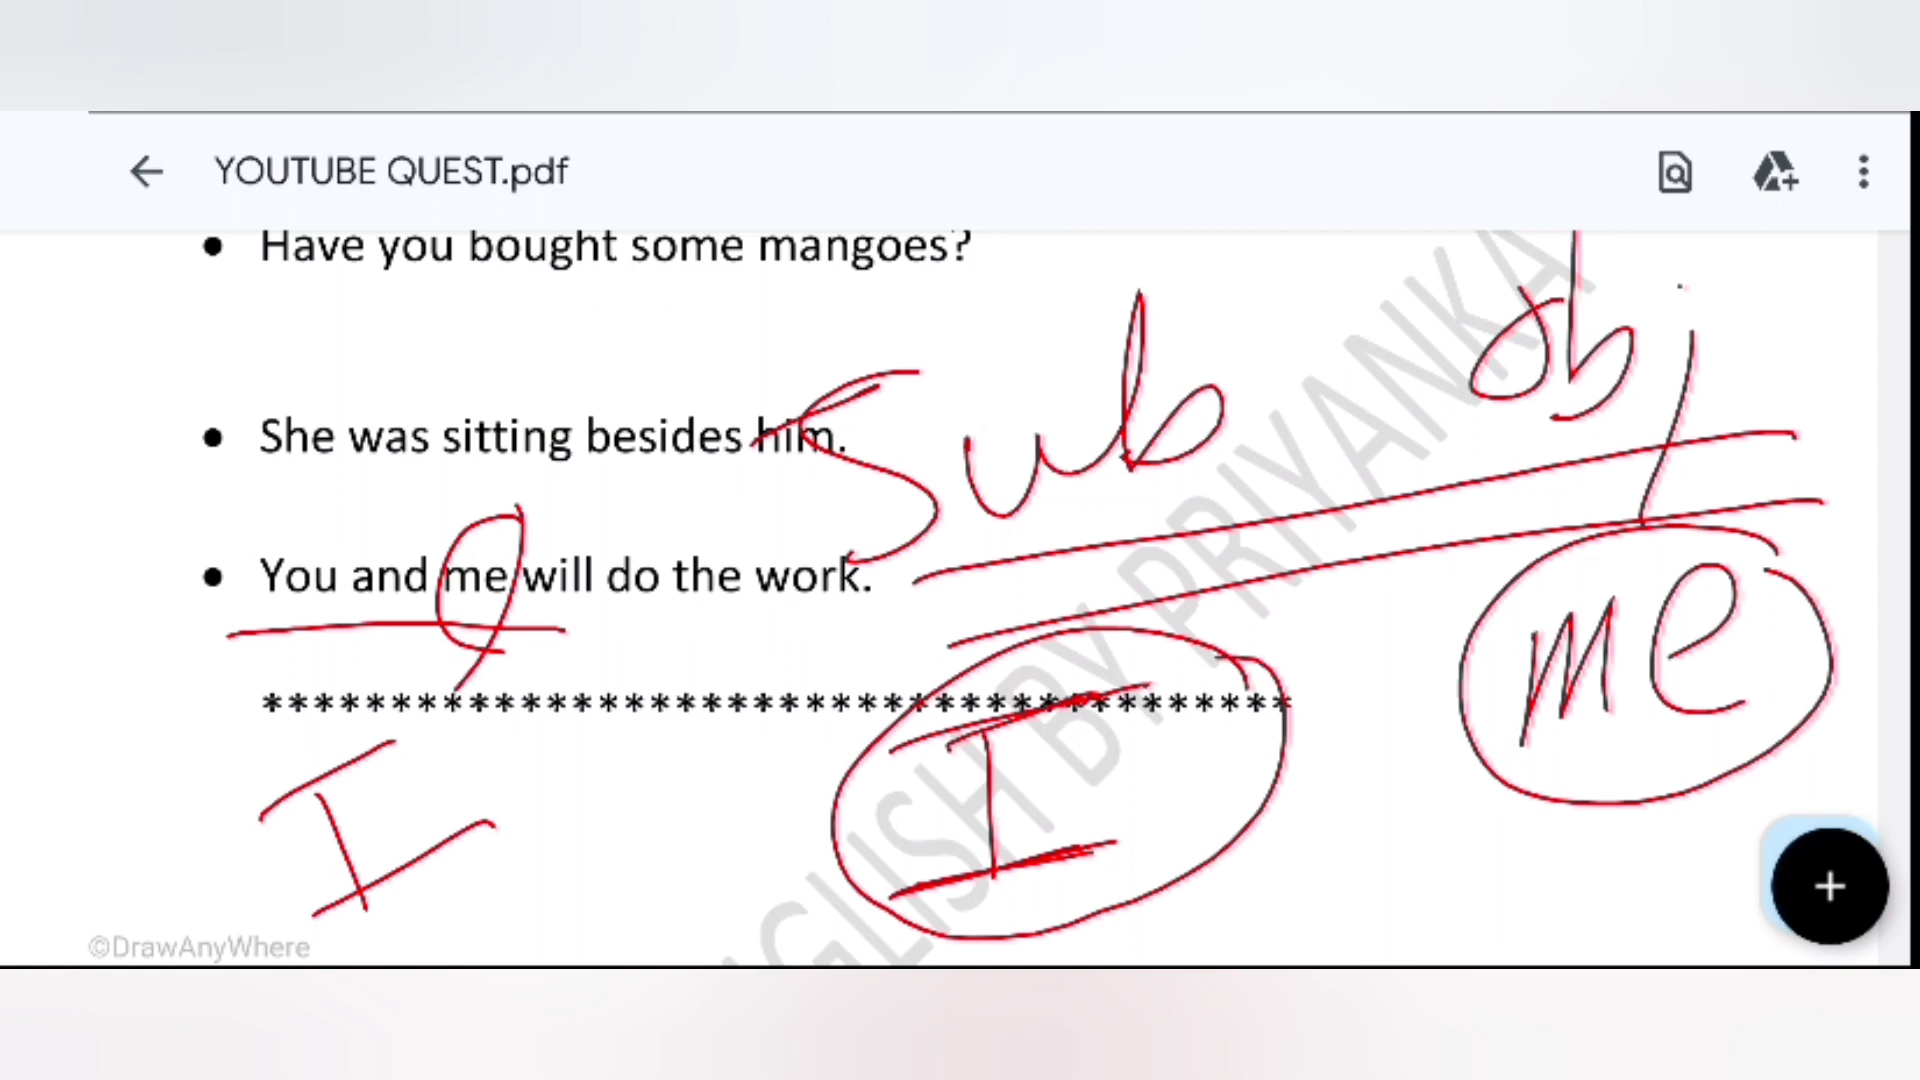 YOUTUBE QUEST.pdf
• Have you bought some mangoes?
obj
Sub
• She was sitting besides him.
• You and me will do the work.
me
****************************************
I
I
ENGLISH BY PRIYANKA
©DrawAnyWhere